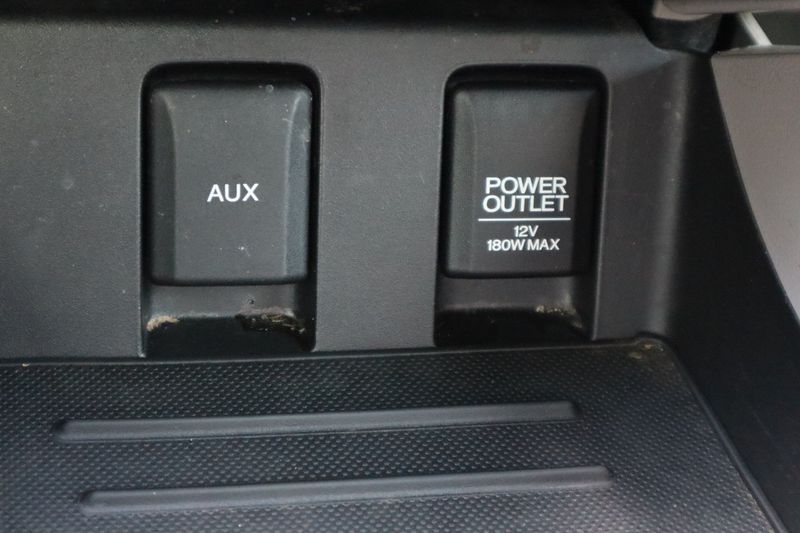 AUX
POWER
OUTLET
12V
180W MAX